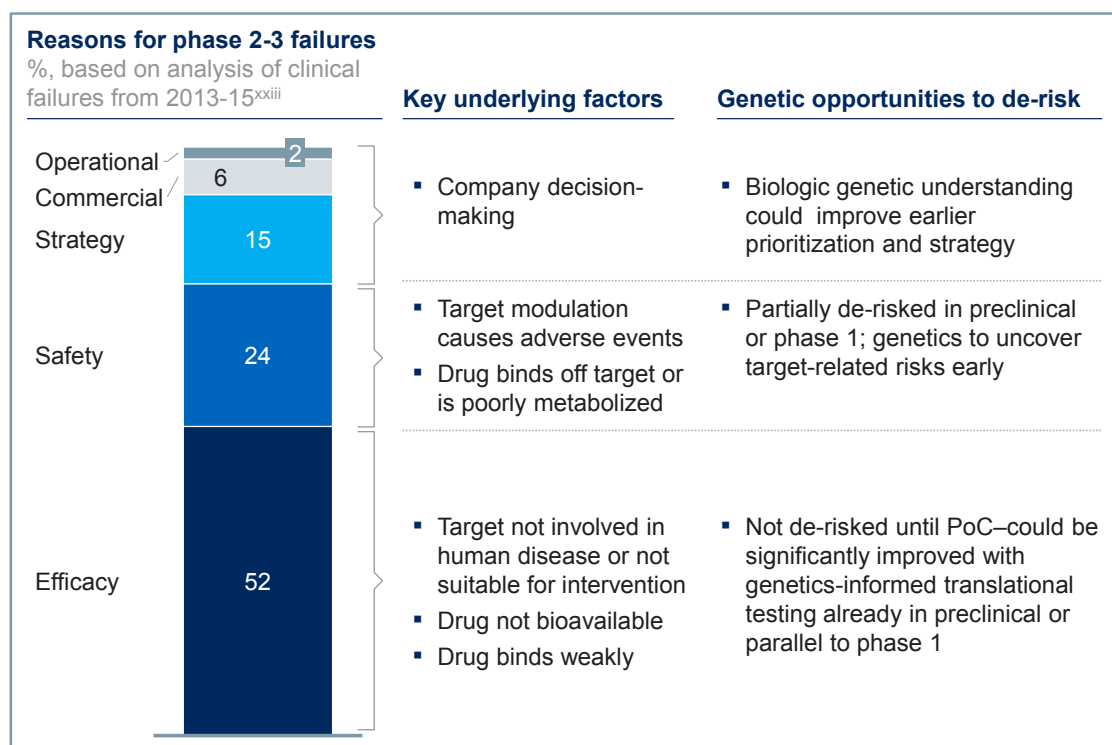 Reasons for phase 2-3 failures
%, based on analysis of clinical
failures from 2013-15xxiii
Key underlying factors
Genetic opportunities to de-risk
Operational
2
Commercial
6
Strategy
15
▪ Company decision-
making
▪ Biologic genetic understanding
could  improve earlier
prioritization and strategy
Safety
24
▪ Target modulation
causes adverse events
▪ Drug binds off target or
is poorly metabolized
▪ Partially de-risked in preclinical
or phase 1; genetics to uncover
target-related risks early
Efficacy
52
▪ Target not involved in
human disease or not
suitable for intervention
▪ Drug not bioavailable
▪ Drug binds weakly
▪ Not de-risked until PoC–could be
significantly improved with
genetics-informed translational
testing already in preclinical or
parallel to phase 1